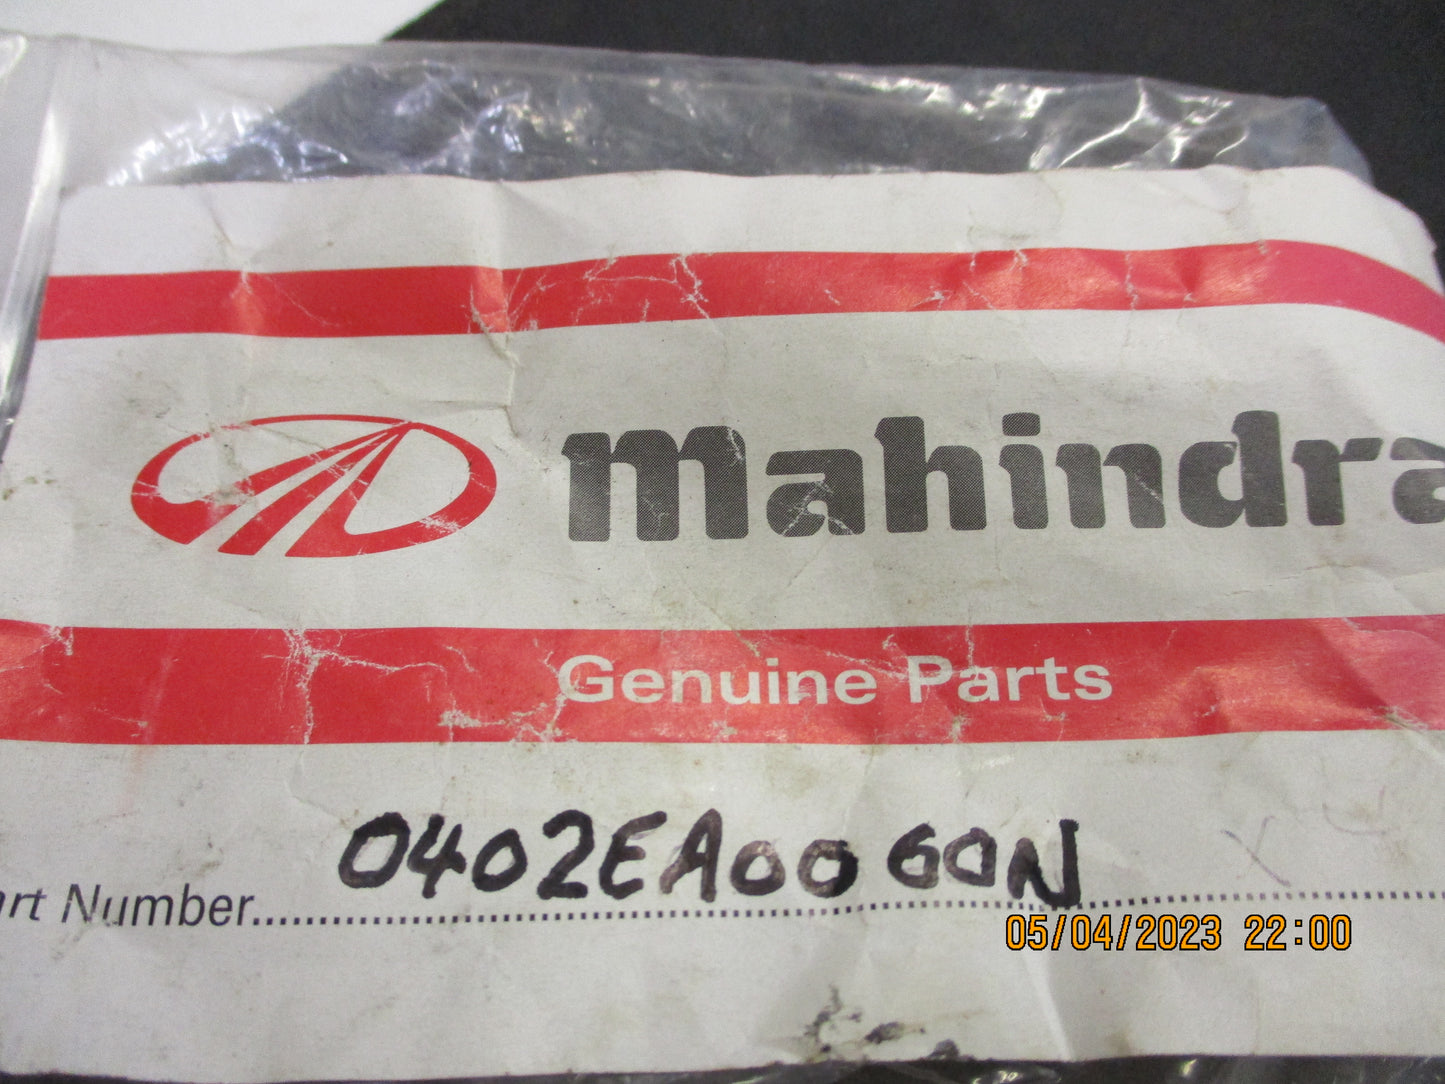 Mahindra
Genuine Parts
art Number.......... 0402EA0060N
05/04/2023 22:00